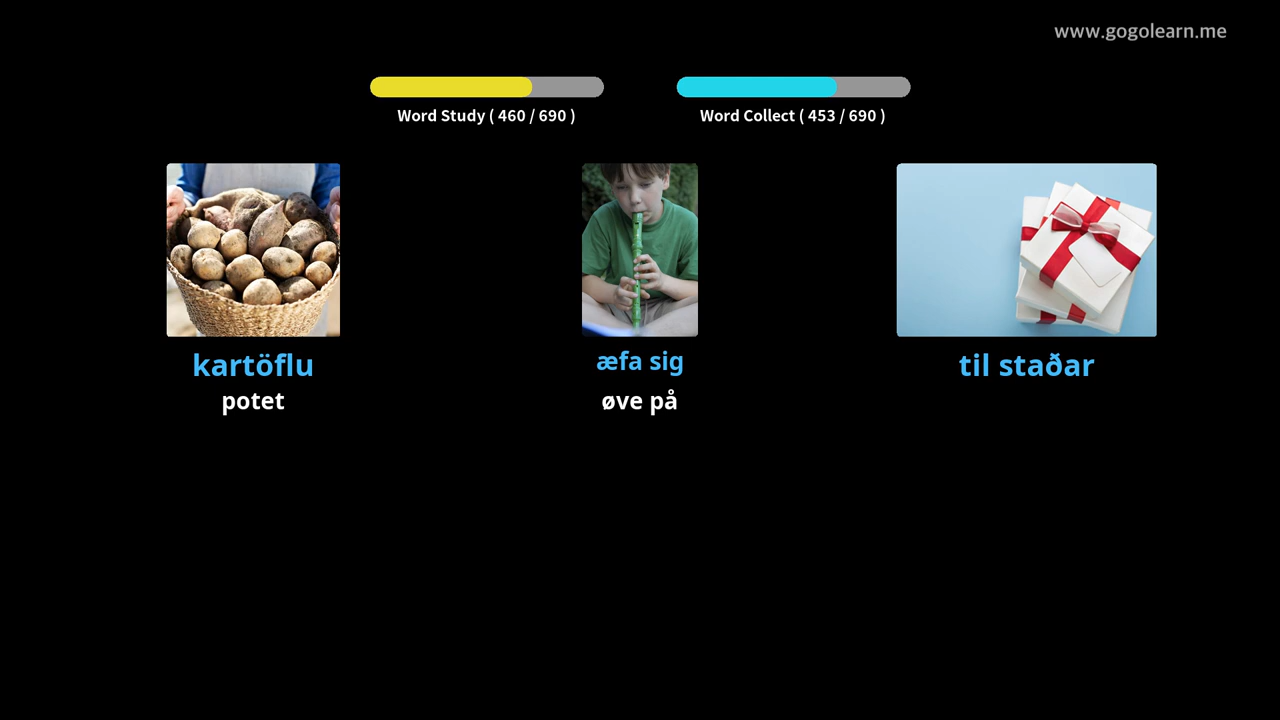 www.gogolearn.me
Word Study ( 460 / 690 )
Word Collect ( 453 / 690 )
kartöflu
potet
æfa sig
øve på
til staðar